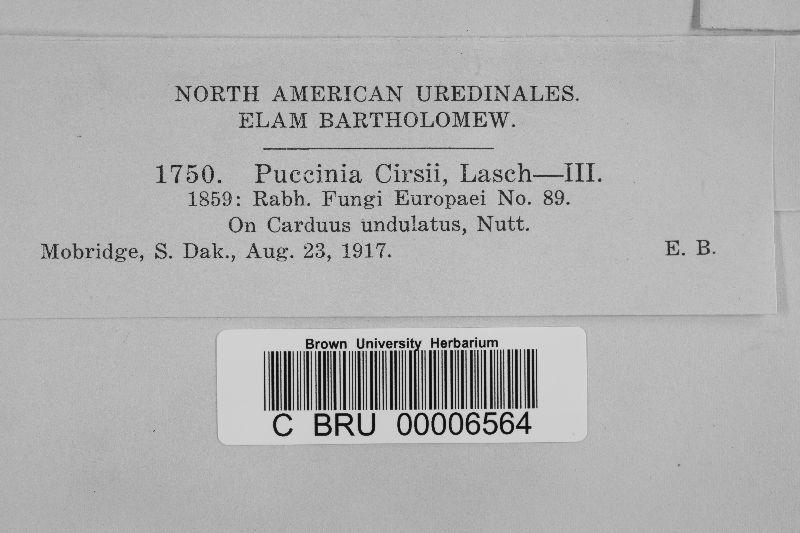 NORTH AMERICAN UREDINALES.
ELAM BARTHOLOMEW.
1750. Puccinia Cirsii, Lasch—III.
1859: Rabh. Fungi Europaei No. 89.
On Carduus undulatus, Nutt.
Mobridge, S. Dak., Aug. 23, 1917. E. B.
Brown University Herbarium
C BRU 00006564